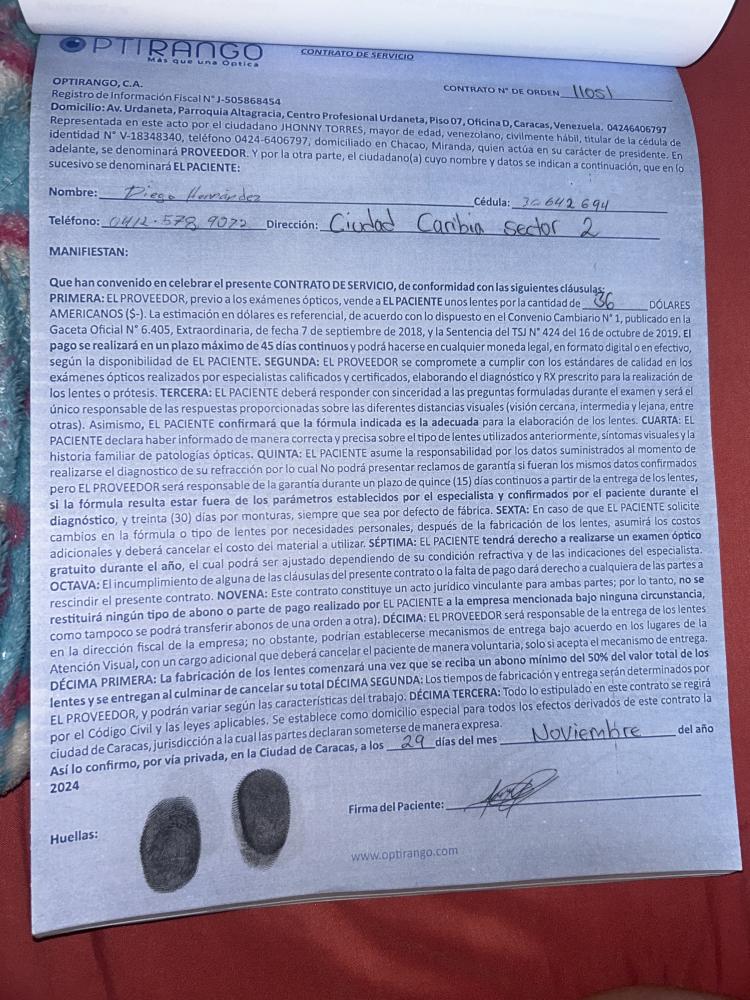 OPTIRANGO
Más que una Óptica
CONTRATO DE SERVICIO
OPTIRANGO, C.A.
CONTRATO N° DE ORDEN 11051
Registro de Información Fiscal N° J-505868454
Domicilio: Av. Urdaneta, Parroquia Altagracia, Centro Profesional Urdaneta, Piso 07, Oficina D, Caracas, Venezuela. 04246406797
Representada en este acto por el ciudadano JHONNY TORRES, mayor de edad, venezolano, civilmente hábil, titular de la cédula de
identidad N° V-18348340, teléfono 0424-6406797, domiciliado en Chacao, Miranda, quien actúa en su carácter de presidente. En
adelante, se denominará PROVEEDOR. Y por la otra parte, el ciudadano(a) cuyo nombre y datos se indican a continuación, que en lo
sucesivo se denominará EL PACIENTE:
Nombre: Diego Hernández Cédula: 30 642 694
Teléfono: 0412-578 9072 Dirección: Ciudad Caribia sector 2
MANIFIESTAN:
Que han convenido en celebrar el presente CONTRATO DE SERVICIO, de conformidad con las siguientes cláusulas:
PRIMERA: EL PROVEEDOR, previo a los exámenes ópticos, vende a EL PACIENTE unos lentes por la cantidad de 36 DÓLARES
AMERICANOS ($-). La estimación en dólares es referencial, de acuerdo con lo dispuesto en el Convenio Cambiario N° 1, publicado en la
Gaceta Oficial N° 6.405, Extraordinaria, de fecha 7 de septiembre de 2018, y la Sentencia del TSJ N° 424 del 16 de octubre de 2019. El
pago se realizará en un plazo máximo de 45 días continuos y podrá hacerse en cualquier moneda legal, en formato digital o en efectivo,
según la disponibilidad de EL PACIENTE. SEGUNDA: EL PROVEEDOR se compromete a cumplir con los estándares de calidad en los
exámenes ópticos realizados por especialistas calificados y certificados, elaborando el diagnóstico y RX prescrito para la realización de
los lentes o prótesis. TERCERA: EL PACIENTE deberá responder con sinceridad a las preguntas formuladas durante el examen y será el
único responsable de las respuestas proporcionadas sobre las diferentes distancias visuales (visión cercana, intermedia y lejana, entre
otras). Asimismo, EL PACIENTE confirmará que la fórmula indicada es la adecuada para la elaboración de los lentes. CUARTA: EL
PACIENTE declara haber informado de manera correcta y precisa sobre el tipo de lentes utilizados anteriormente, síntomas visuales y la
historia familiar de patologías ópticas. QUINTA: EL PACIENTE asume la responsabilidad por los datos suministrados al momento de
realizarse el diagnostico de su refracción por lo cual No podrá presentar reclamos de garantía si fueran los mismos datos confirmados
pero EL PROVEEDOR será responsable de la garantía durante un plazo de quince (15) días continuos a partir de la entrega de los lentes,
si la fórmula resulta estar fuera de los parámetros establecidos por el especialista y confirmados por el paciente durante el
diagnóstico, y treinta (30) días por monturas, siempre que sea por defecto de fábrica. SEXTA: En caso de que EL PACIENTE solicite
cambios en la fórmula o tipo de lentes por necesidades personales, después de la fabricación de los lentes, asumirá los costos
adicionales y deberá cancelar el costo del material a utilizar. SÉPTIMA: EL PACIENTE tendrá derecho a realizarse un examen óptico
gratuito durante el año, el cual podrá ser ajustado dependiendo de su condición refractiva y de las indicaciones del especialista.
OCTAVA: El incumplimiento de alguna de las cláusulas del presente contrato o la falta de pago dará derecho a cualquiera de las partes a
rescindir el presente contrato. NOVENA: Este contrato constituye un acto jurídico vinculante para ambas partes; por lo tanto, no se
restituirá ningún tipo de abono o parte de pago realizado por EL PACIENTE a la empresa mencionada bajo ninguna circunstancia,
como tampoco se podrá transferir abonos de una orden a otra). DÉCIMA: EL PROVEEDOR será responsable de la entrega de los lentes
en la dirección fiscal de la empresa; no obstante, podrían establecerse mecanismos de entrega bajo acuerdo en los lugares de la
Atención Visual, con un cargo adicional que deberá cancelar el paciente de manera voluntaria, solo si acepta el mecanismo de entrega.
DÉCIMA PRIMERA: La fabricación de los lentes comenzará una vez que se reciba un abono mínimo del 50% del valor total de los
lentes y se entregan al culminar de cancelar su total DÉCIMA SEGUNDA: Los tiempos de fabricación y entrega serán determinados por
EL PROVEEDOR, y podrán variar según las características del trabajo. DÉCIMA TERCERA: Todo lo estipulado en este contrato se regirá
por el Código Civil y las leyes aplicables. Se establece como domicilio especial para todos los efectos derivados de este contrato la
ciudad de Caracas, jurisdicción a la cual las partes declaran someterse de manera expresa.
Así lo confirmo, por vía privada, en la Ciudad de Caracas, a los 29 días del mes Noviembre del año
2024
Firma del Paciente:
Huellas:
www.optirango.com